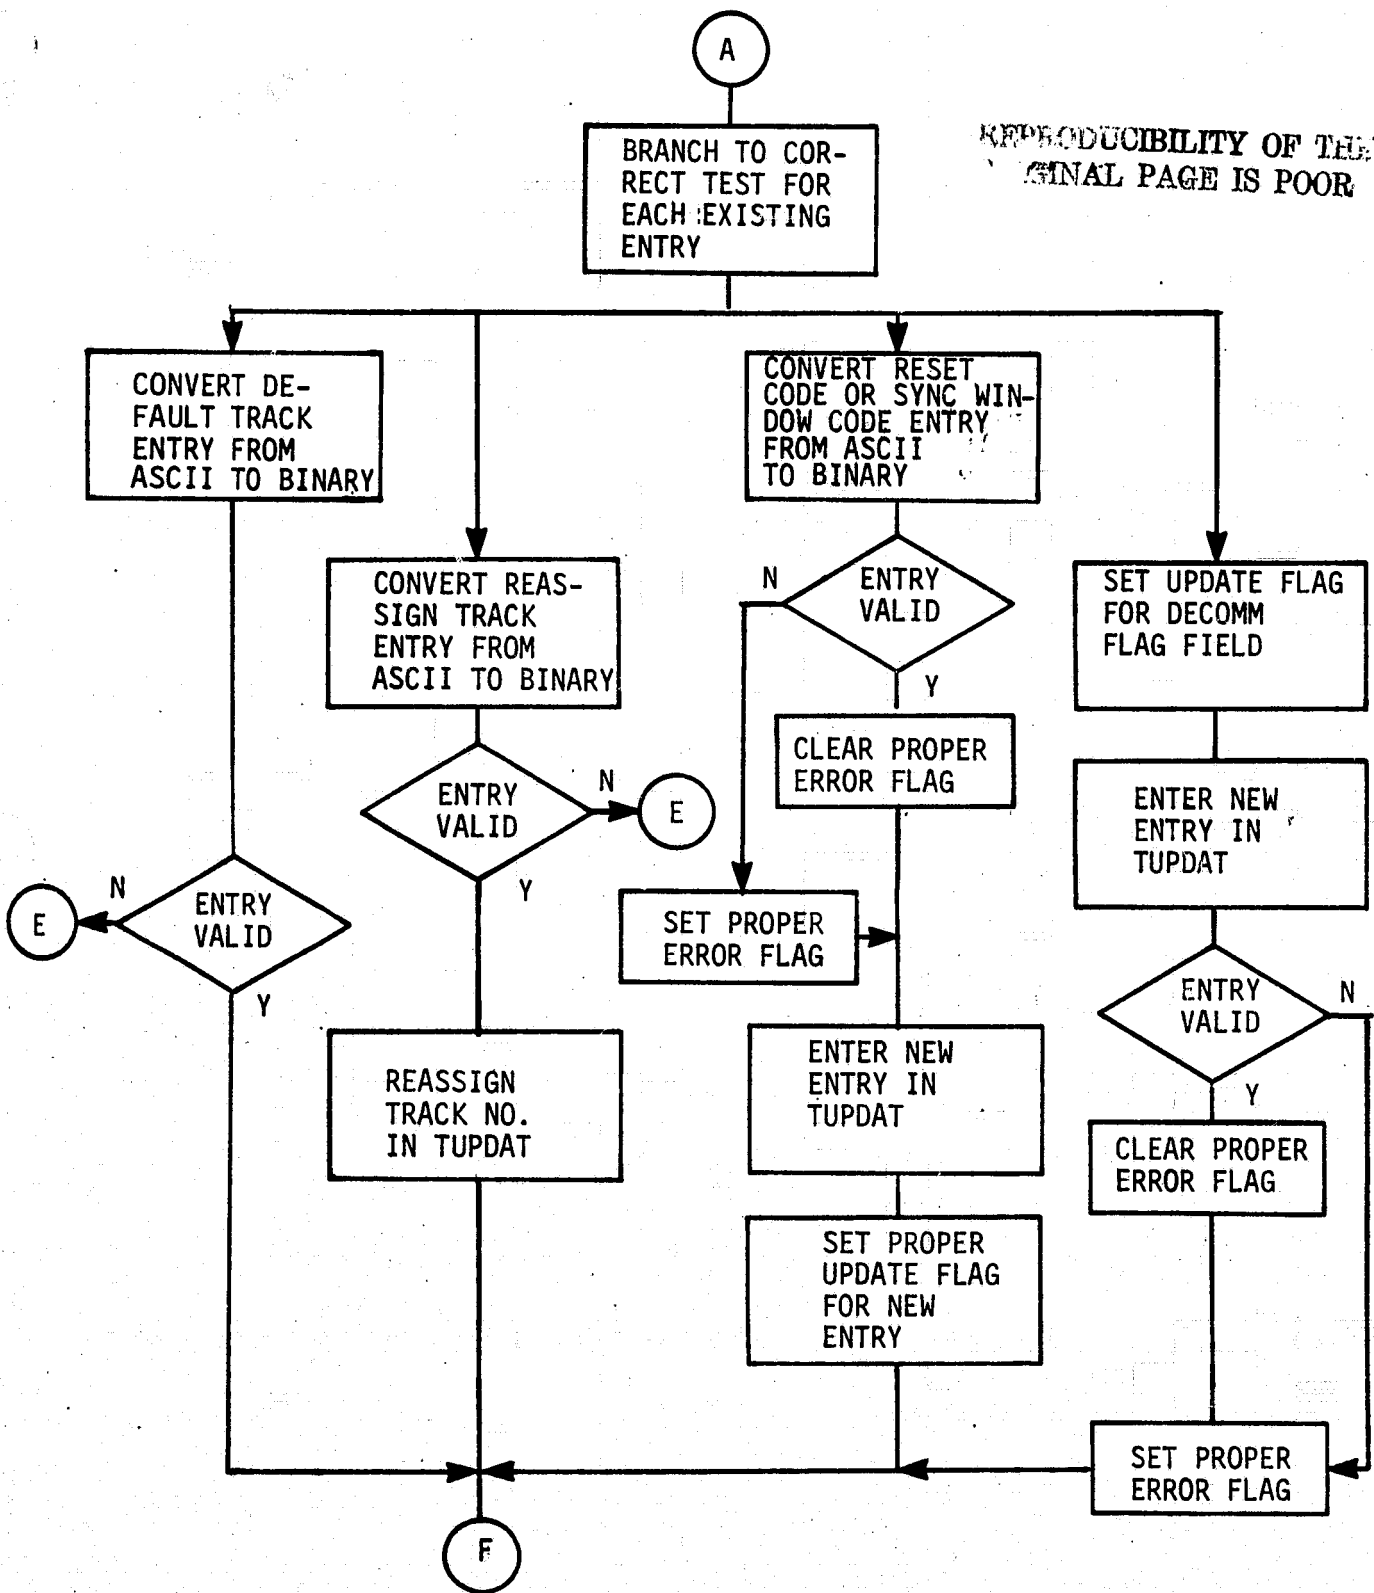 A
BRANCH TO COR-
RECT TEST FOR
EACH EXISTING
ENTRY
REPRODUCIBILITY OF THE
PAGE IS POOR
CONVERT DE-
FAULT TRACK
ENTRY FROM
ASCII TO BINARY
ENTRY
VALID
N
E
Y
CONVERT REAS-
SIGN TRACK
ENTRY FROM
ASCII TO BINARY
ENTRY
VALID
N
E
Y
REASSIGN
TRACK NO.
IN TUPDAT
CONVERT RESET
CODE OR SYNC WIN-
DOW CODE ENTRY
FROM ASCII
TO BINARY
N
ENTRY
VALID
Y
CLEAR PROPER
ERROR FLAG
SET PROPER
ERROR FLAG
ENTER NEW
ENTRY IN
TUPDAT
SET PROPER
UPDATE FLAG
FOR NEW
ENTRY
SET UPDATE FLAG
FOR DECOMM
FLAG FIELD
ENTER NEW
ENTRY IN
TUPDAT
ENTRY
VALID
N
Y
CLEAR PROPER
ERROR FLAG
SET PROPER
ERROR FLAG
F